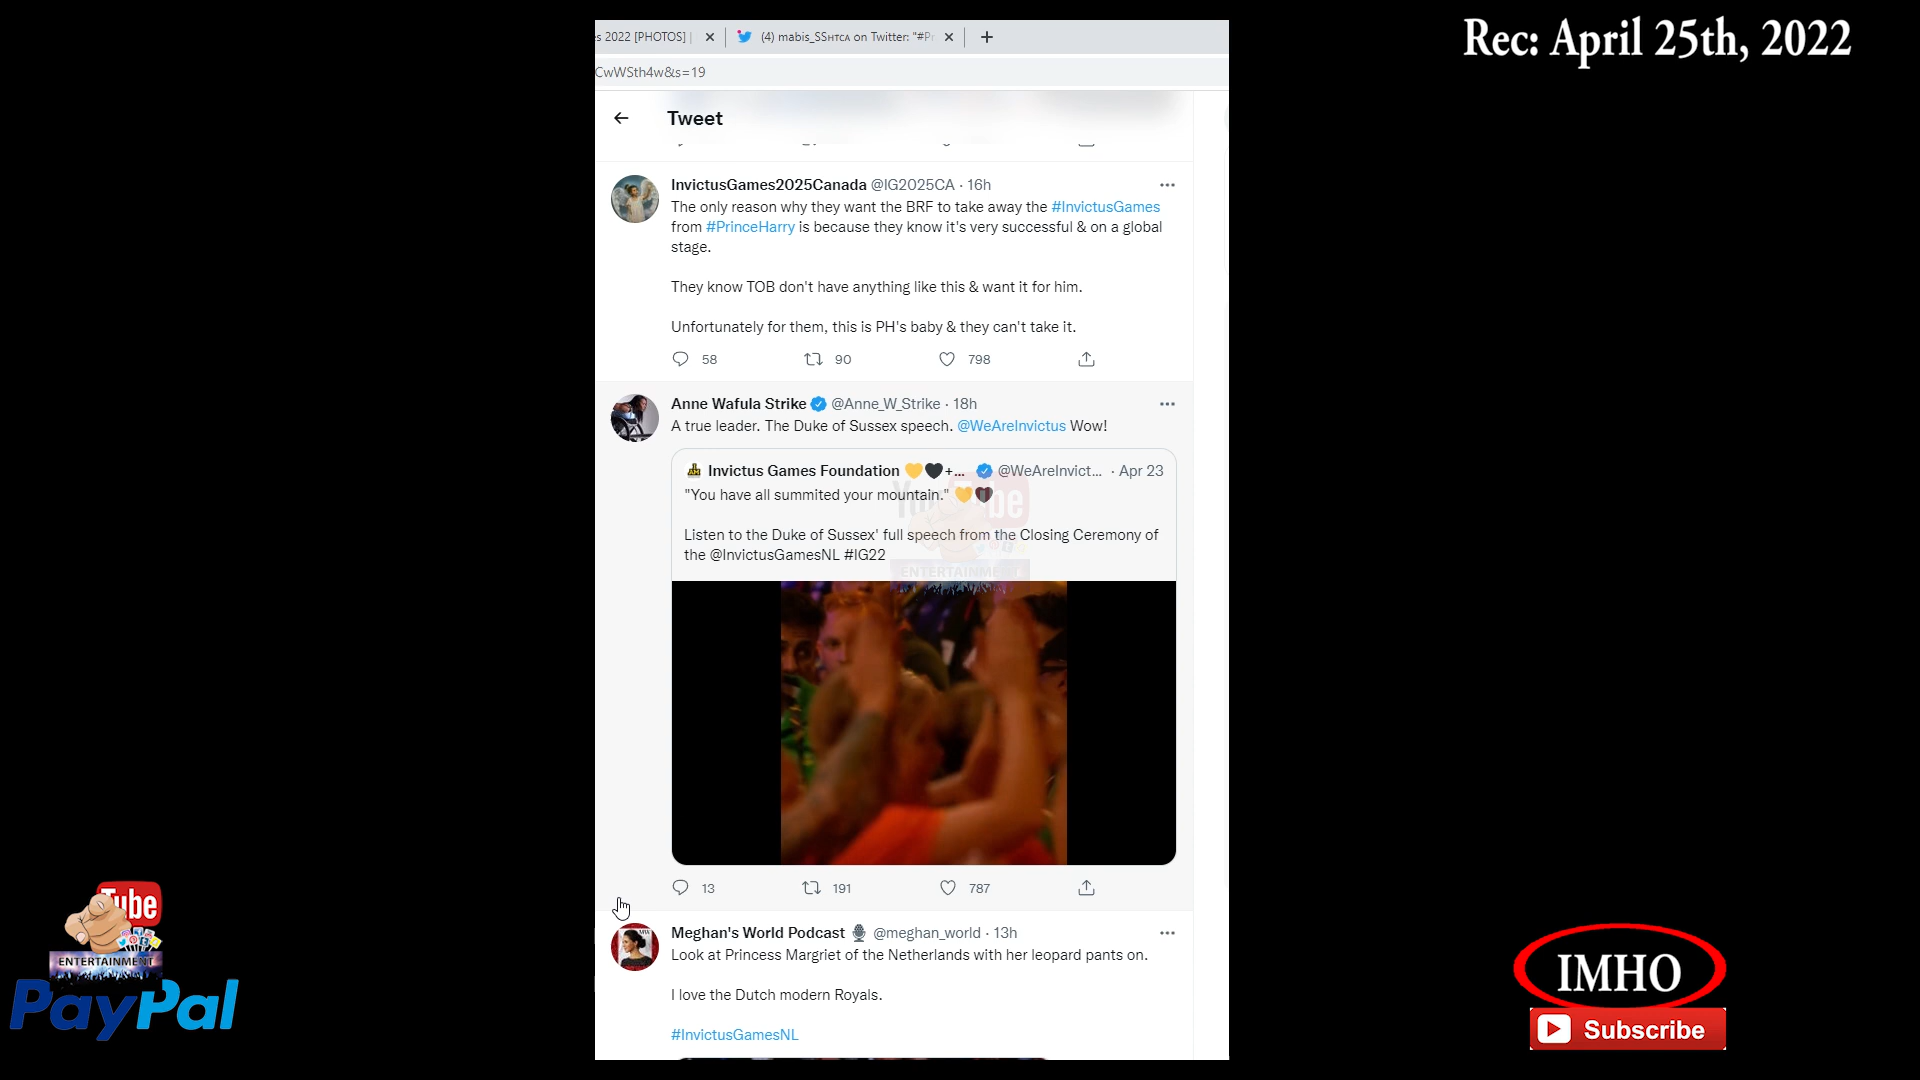 Rec: April 25th, 2022
s 2022 [PHOTOS] |
(4) mabis_SSHTCA on Twitter: "#Pr
CwWSth4w&s=19
Tweet
InvictusGames2025Canada @IG2025CA · 16h
The only reason why they want the BRF to take away the #InvictusGames
from #PrinceHarry is because they know it's very successful & on a global
stage.
They know TOB don't have anything like this & want it for him.
Unfortunately for them, this is PH's baby & they can't take it.
58 90 798
Anne Wafula Strike @Anne_W_Strike · 18h
A true leader. The Duke of Sussex speech. @WeAreInvictus Wow!
Invictus Games Foundation 💛🖤+... @WeAreInvict... · Apr 23
"You have all summited your mountain." 💛🖤
Listen to the Duke of Sussex' full speech from the Closing Ceremony of
the @InvictusGamesNL #IG22
YouTube
ENTERTAINMENT
13 191 787
Meghan's World Podcast 🎙 @meghan_world · 13h
Look at Princess Margriet of the Netherlands with her leopard pants on.
I love the Dutch modern Royals.
#InvictusGamesNL
Tube
ENTERTAINMENT
PayPal
IMHO
Subscribe